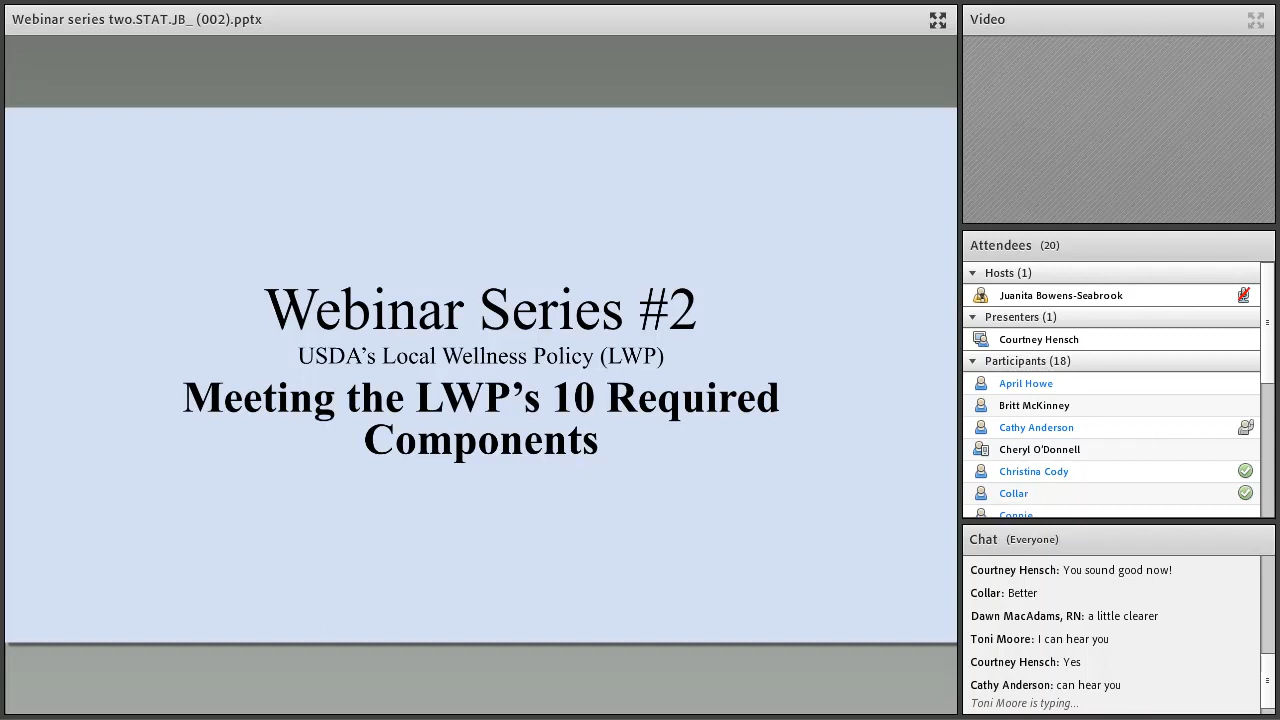 Webinar series two.STAT.JB_ (002).pptx
Webinar Series #2
USDA's Local Wellness Policy (LWP)
Meeting the LWP's 10 Required
Components
Video
Attendees (20)
Hosts (1)
Juanita Bowens-Seabrook
Presenters (1)
Courtney Hensch
Participants (18)
April Howe
Britt McKinney
Cathy Anderson
Cheryl O'Donnell
Christina Cody
Collar
Connie
Chat (Everyone)
Courtney Hensch: You sound good now!
Collar: Better
Dawn MacAdams, RN: a little clearer
Toni Moore: I can hear you
Courtney Hensch: Yes
Cathy Anderson: can hear you
Toni Moore is typing...